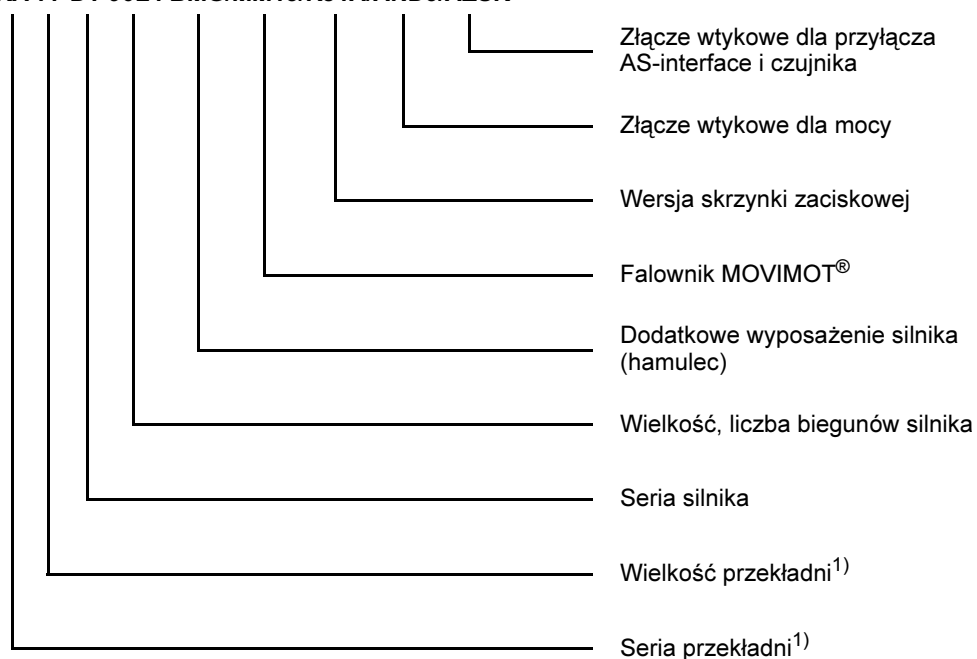 Złącze wtykowe dla przyłącza
AS-interface i czujnika
Złącze wtykowe dla mocy
Wersja skrzynki zaciskowej
Falownik MOVIMOT®
Dodatkowe wyposażenie silnika
(hamulec)
Wielkość, liczba biegunów silnika
Seria silnika
Wielkość przekładni1)
Seria przekładni1)